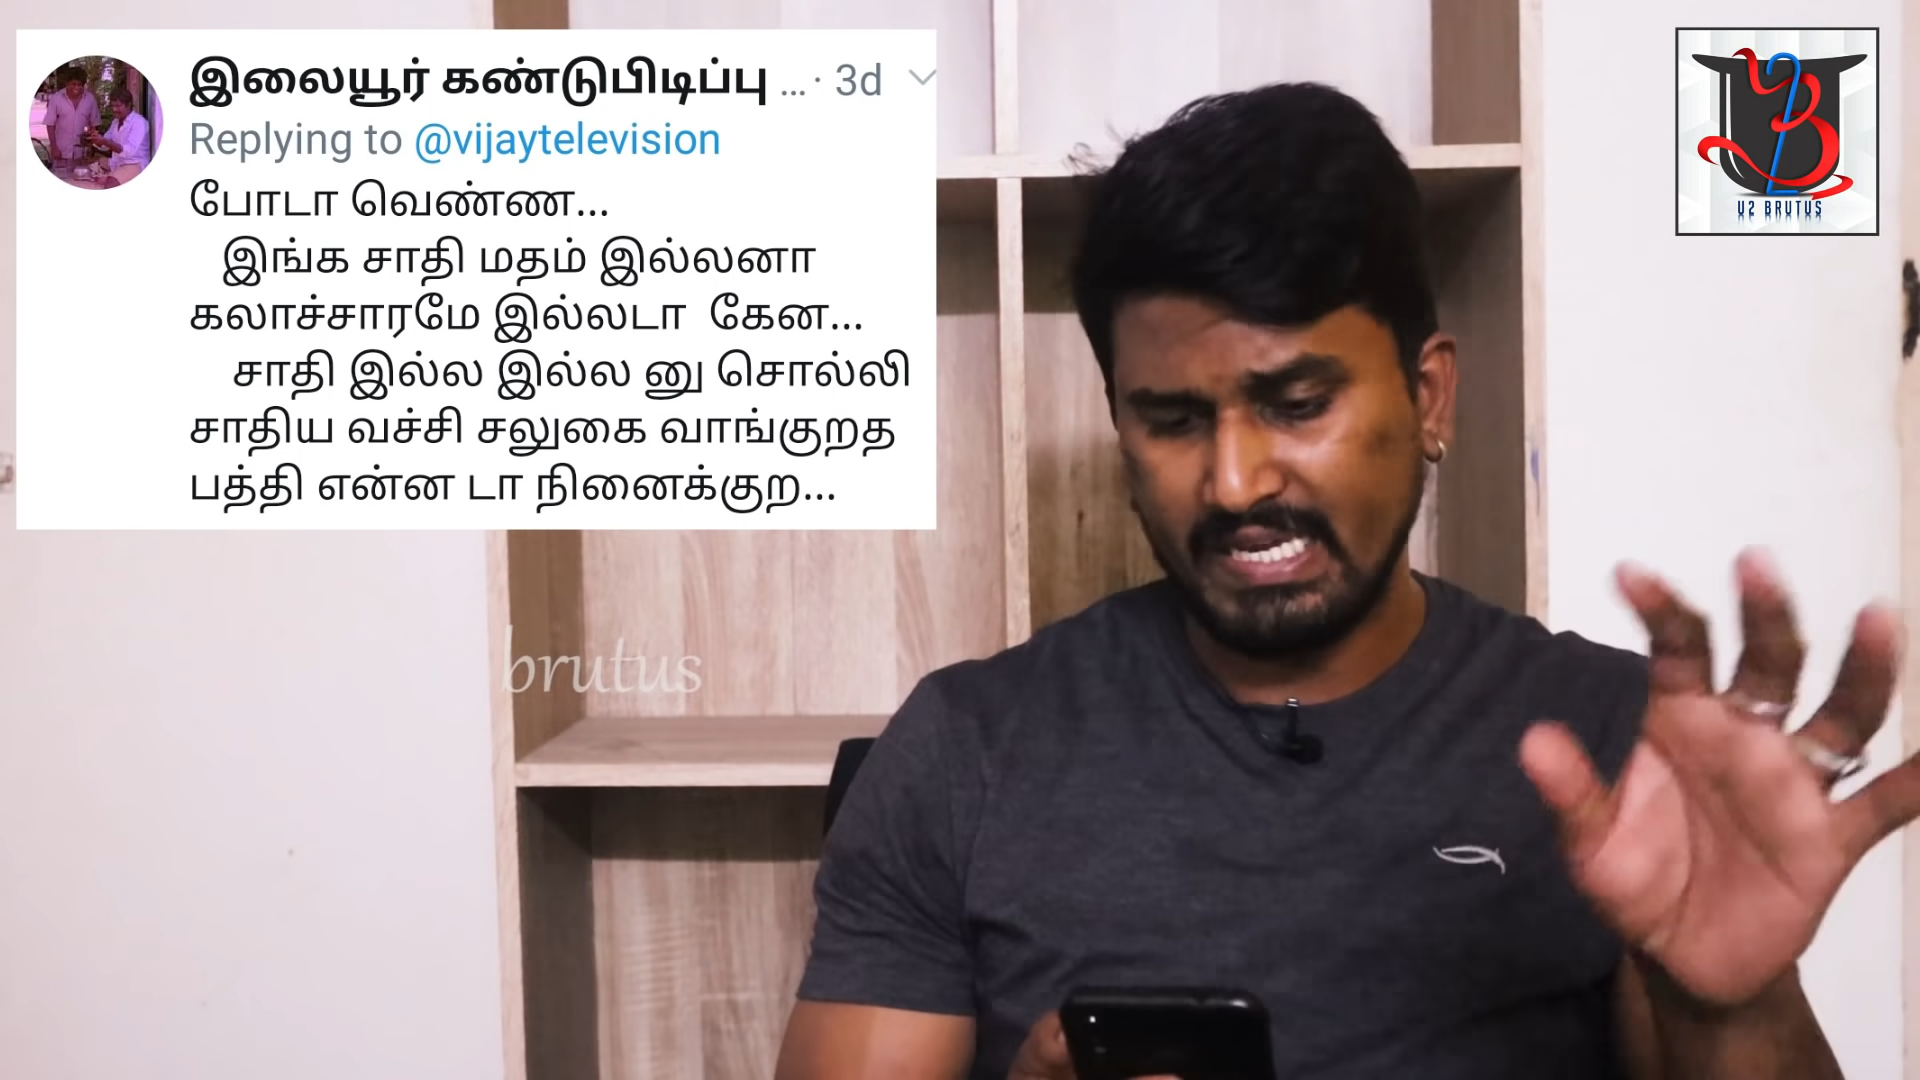 இலையூர் கண்டுபிடிப்பு ... · 3d
Replying to @vijaytelevision
போடா வெண்ண...
இங்க சாதி மதம் இல்லனா
கலாச்சாரமே இல்லடா கேன...
சாதி இல்ல இல்ல னு சொல்லி
சாதிய வச்சி சலுகை வாங்குறத
பத்தி என்ன டா நினைக்குற...
U2 BRUTUS
brutus